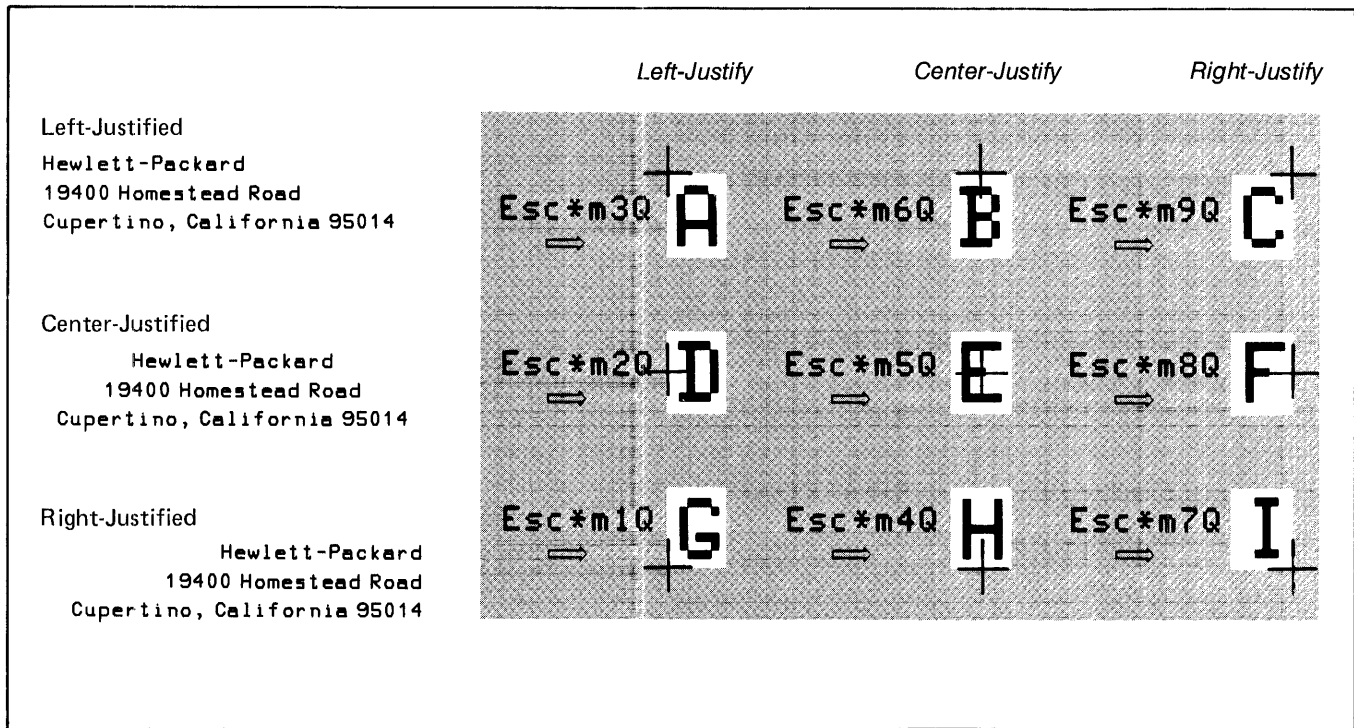 Left-Justify Center-Justify Right-Justify
Left-Justified
Hewlett-Packard
19400 Homestead Road
Cupertino, California 95014
Esc*m3Q A Esc*m6Q B Esc*m9Q C
Center-Justified
Hewlett-Packard
19400 Homestead Road
Cupertino, California 95014
Esc*m2Q D Esc*m5Q E Esc*m8Q F
Right-Justified
Hewlett-Packard
19400 Homestead Road
Cupertino, California 95014
Esc*m1Q G Esc*m4Q H Esc*m7Q I